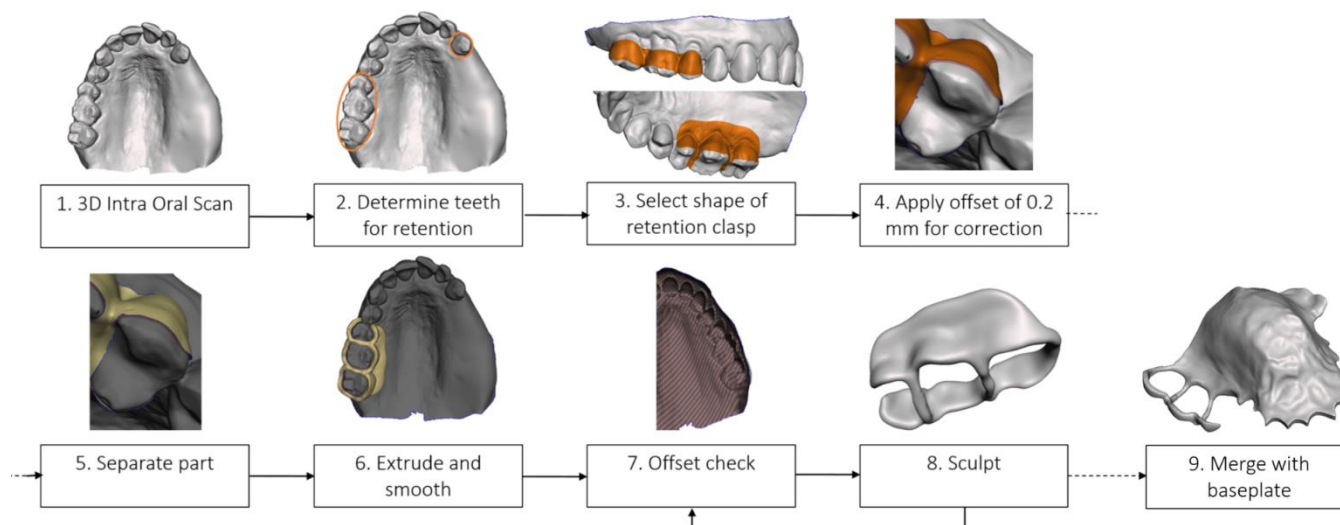 1. 3D Intra Oral Scan
2. Determine teeth
for retention
3. Select shape of
retention clasp
4. Apply offset of 0.2
mm for correction
5. Separate part
6. Extrude and
smooth
7. Offset check
8. Sculpt
9. Merge with
baseplate